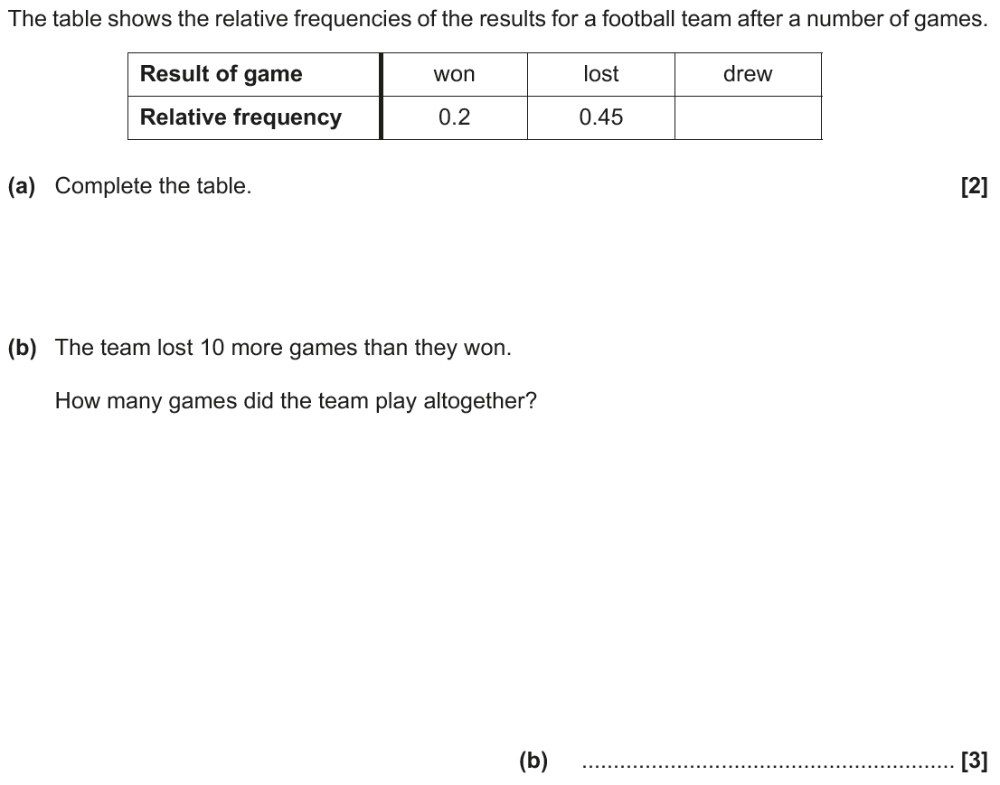 The table shows the relative frequencies of the results for a football team after a number of games.
Result of game won lost drew
Relative frequency 0.2 0.45
(a) Complete the table. [2]
(b) The team lost 10 more games than they won.
How many games did the team play altogether?
(b) ........................................................... [3]